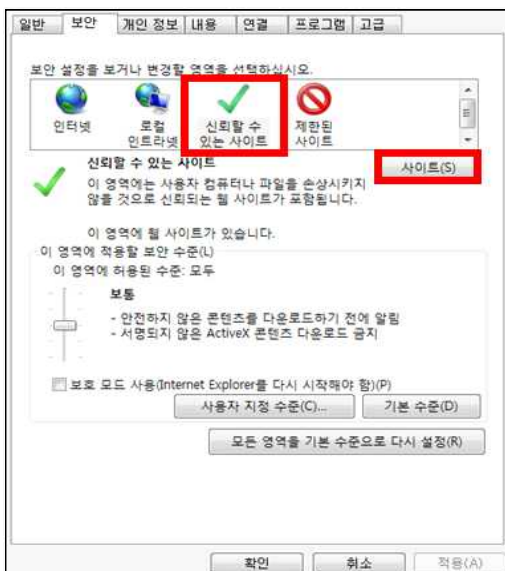 일반 보안 개인 정보 내용 연결 프로그램 고급
보안 설정을 보거나 변경할 영역을 선택하십시오.
인터넷 로컬 인트라넷 신뢰할 수 있는 사이트 제한된 사이트
신뢰할 수 있는 사이트
사이트(S)
이 영역에는 사용자 컴퓨터나 파일을 손상시키지
않을 것으로 신뢰되는 웹 사이트가 포함됩니다.
이 영역에 웹 사이트가 있습니다.
이 영역에 적용할 보안 수준(L)
이 영역에 허용된 수준: 모두
보통
- 안전하지 않은 콘텐츠를 다운로드하기 전에 알림
- 서명되지 않은 ActiveX 콘텐츠 다운로드 금지
보호 모드 사용(Internet Explorer를 다시 시작해야 함)(P)
사용자 지정 수준(C)... 기본 수준(D)
모든 영역을 기본 수준으로 다시 설정(R)
확인 취소 적용(A)